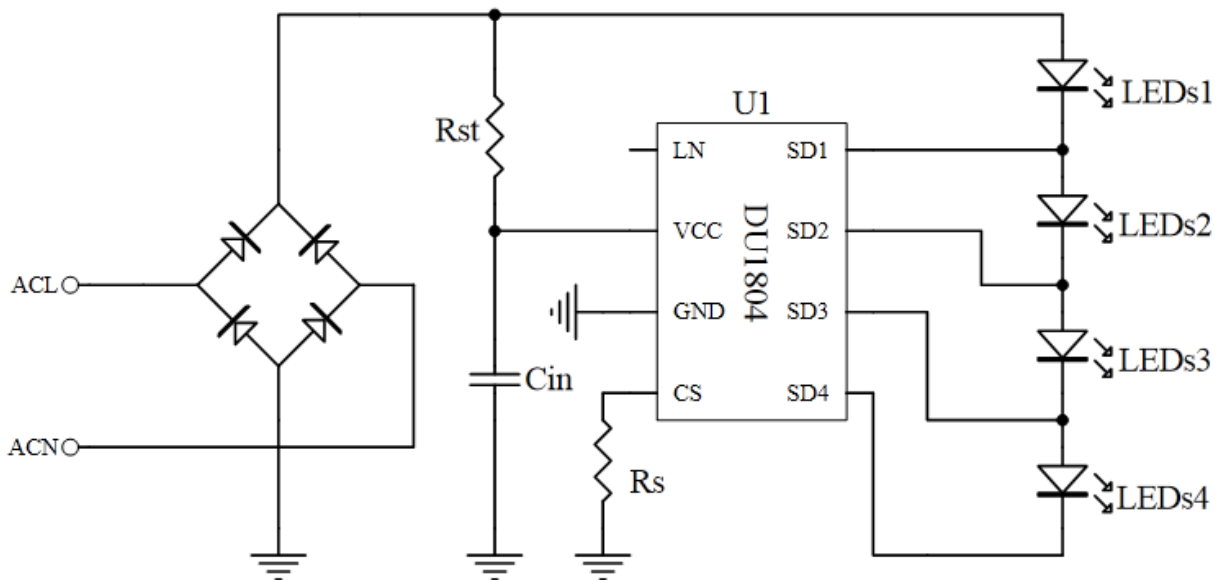 LEDs1
U1
Rst
LN
SD1
DU1804
VCC
SD2
LEDs2
ACL
GND
SD3
LEDs3
Cin
CS
SD4
ACN
Rs
LEDs4